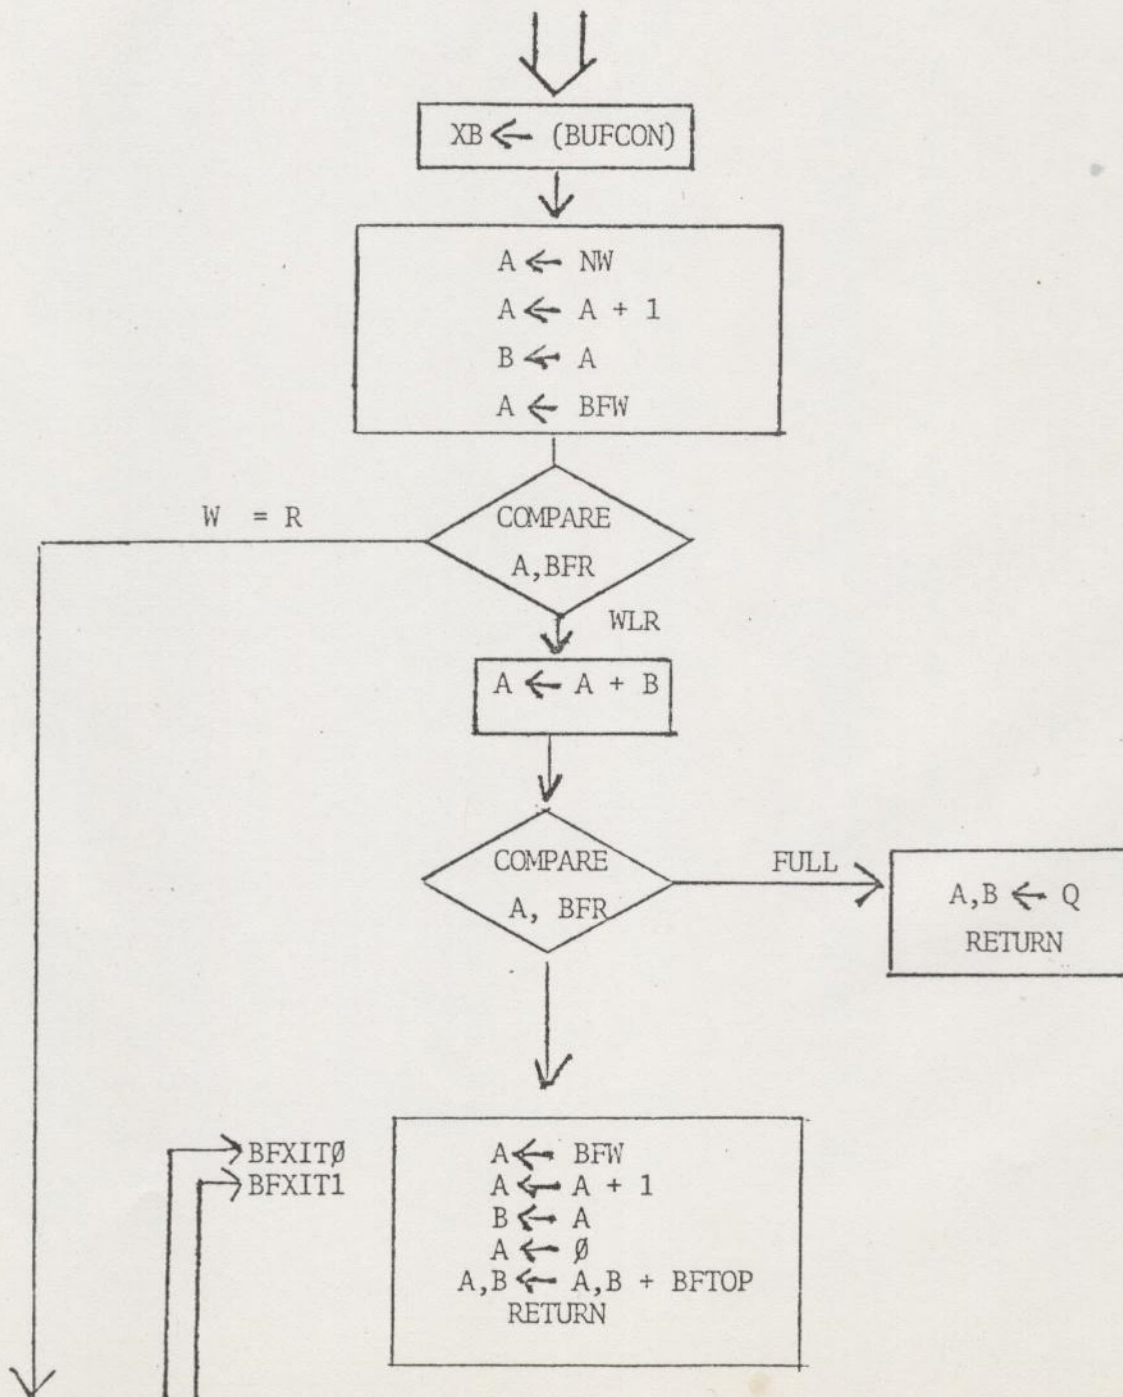 XB ← (BUFCON)
A ← NW
A ← A + 1
B ← A
A ← BFW
W = R
COMPARE
A,BFR
WLR
A ← A + B
COMPARE
A, BFR
FULL
A,B ← Q
RETURN
BFXITØ
BFXIT1
A ← BFW
A ← A + 1
B ← A
A ← Ø
A,B ← A,B + BFTOP
RETURN